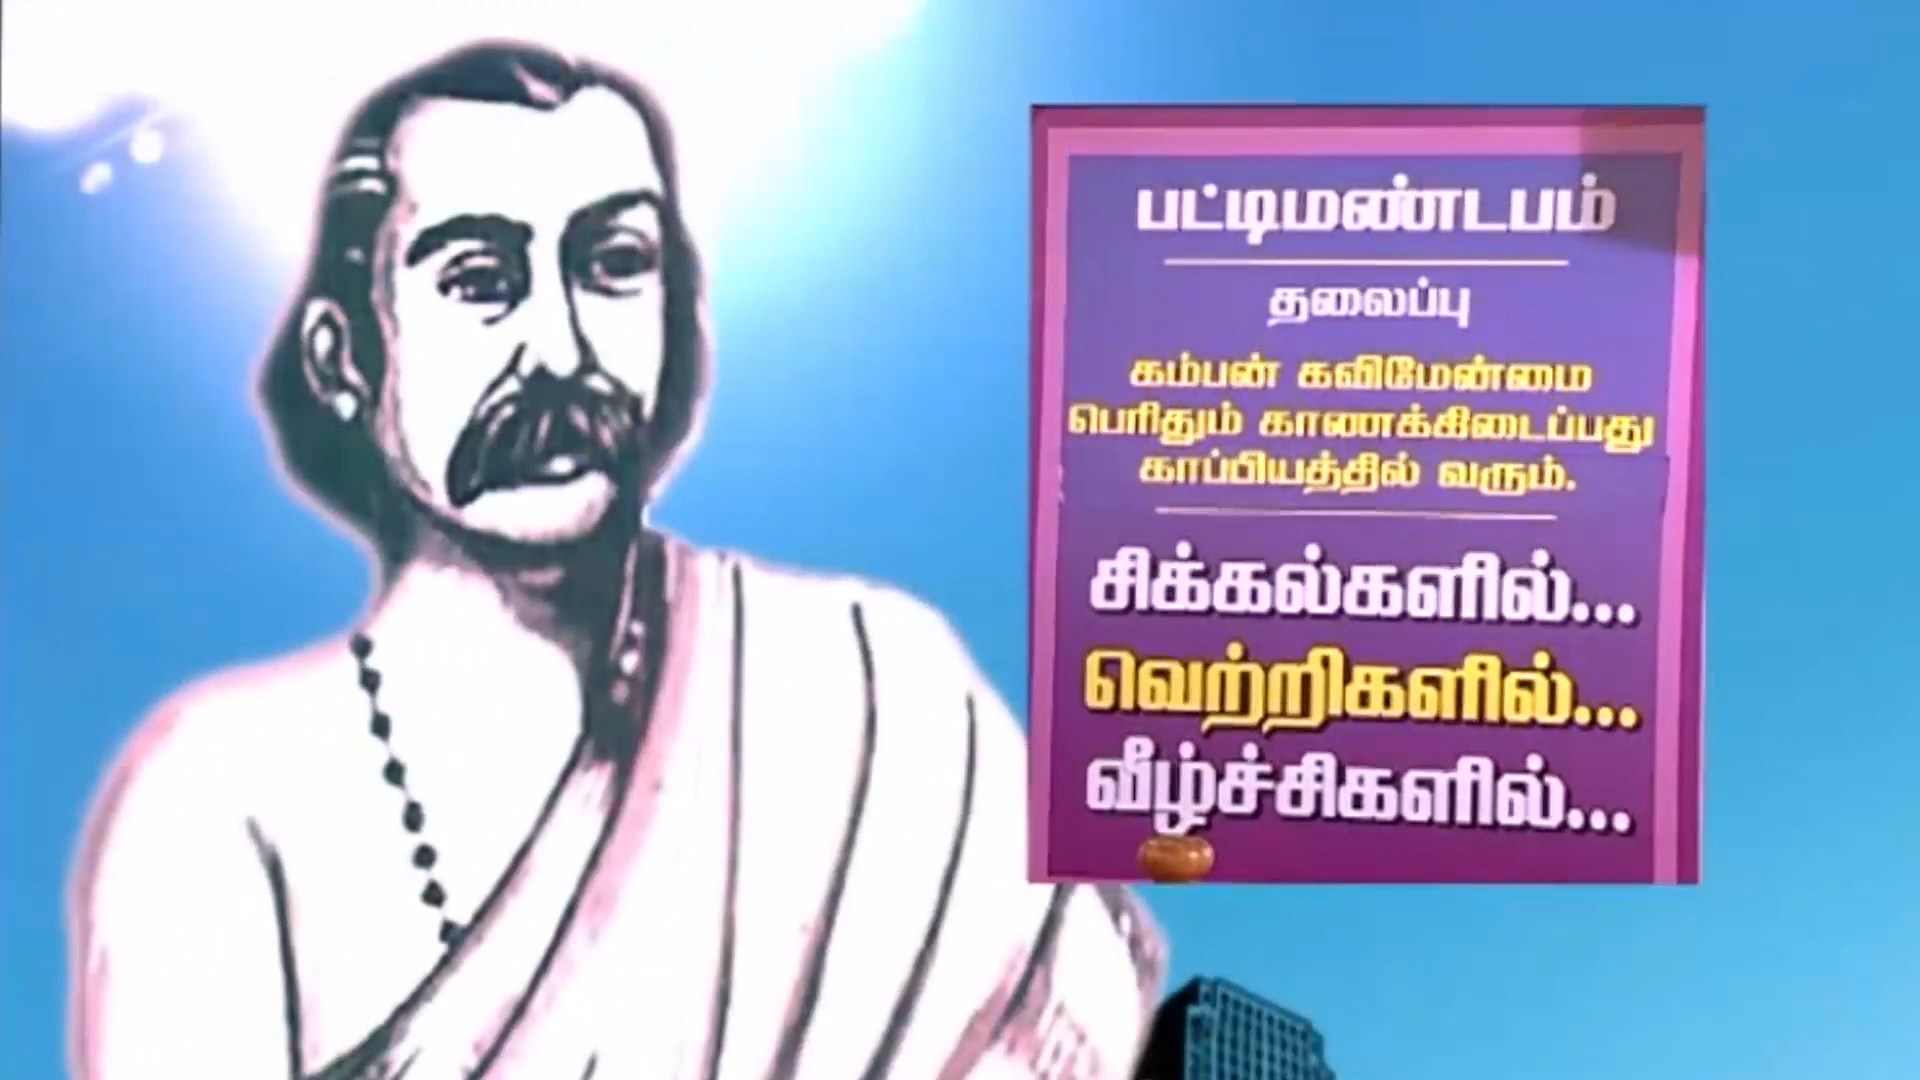 பட்டிமண்டபம்
தலைப்பு
கம்பன் கவிமேன்மை
பெரிதும் காணக்கிடைப்பது
காப்பியத்தில் வரும்.
சிக்கல்களில்...
வெற்றிகளில்...
வீழ்ச்சிகளில்...